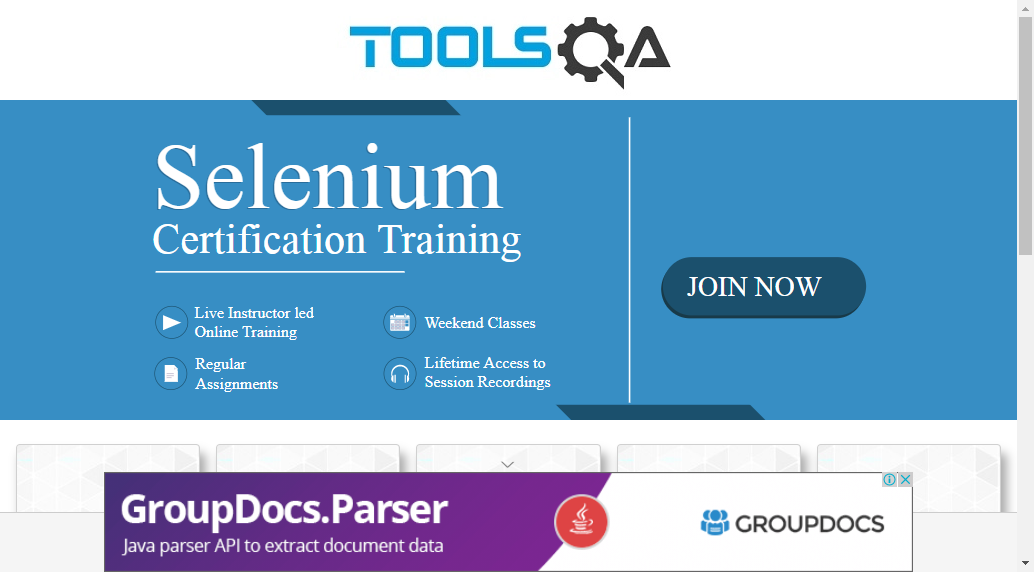 TOOLSQA
Selenium
Certification Training
Live Instructor led
Online Training
Weekend Classes
Regular
Assignments
Lifetime Access to
Session Recordings
JOIN NOW
GroupDocs.Parser
Java parser API to extract document data
GROUPDOCS